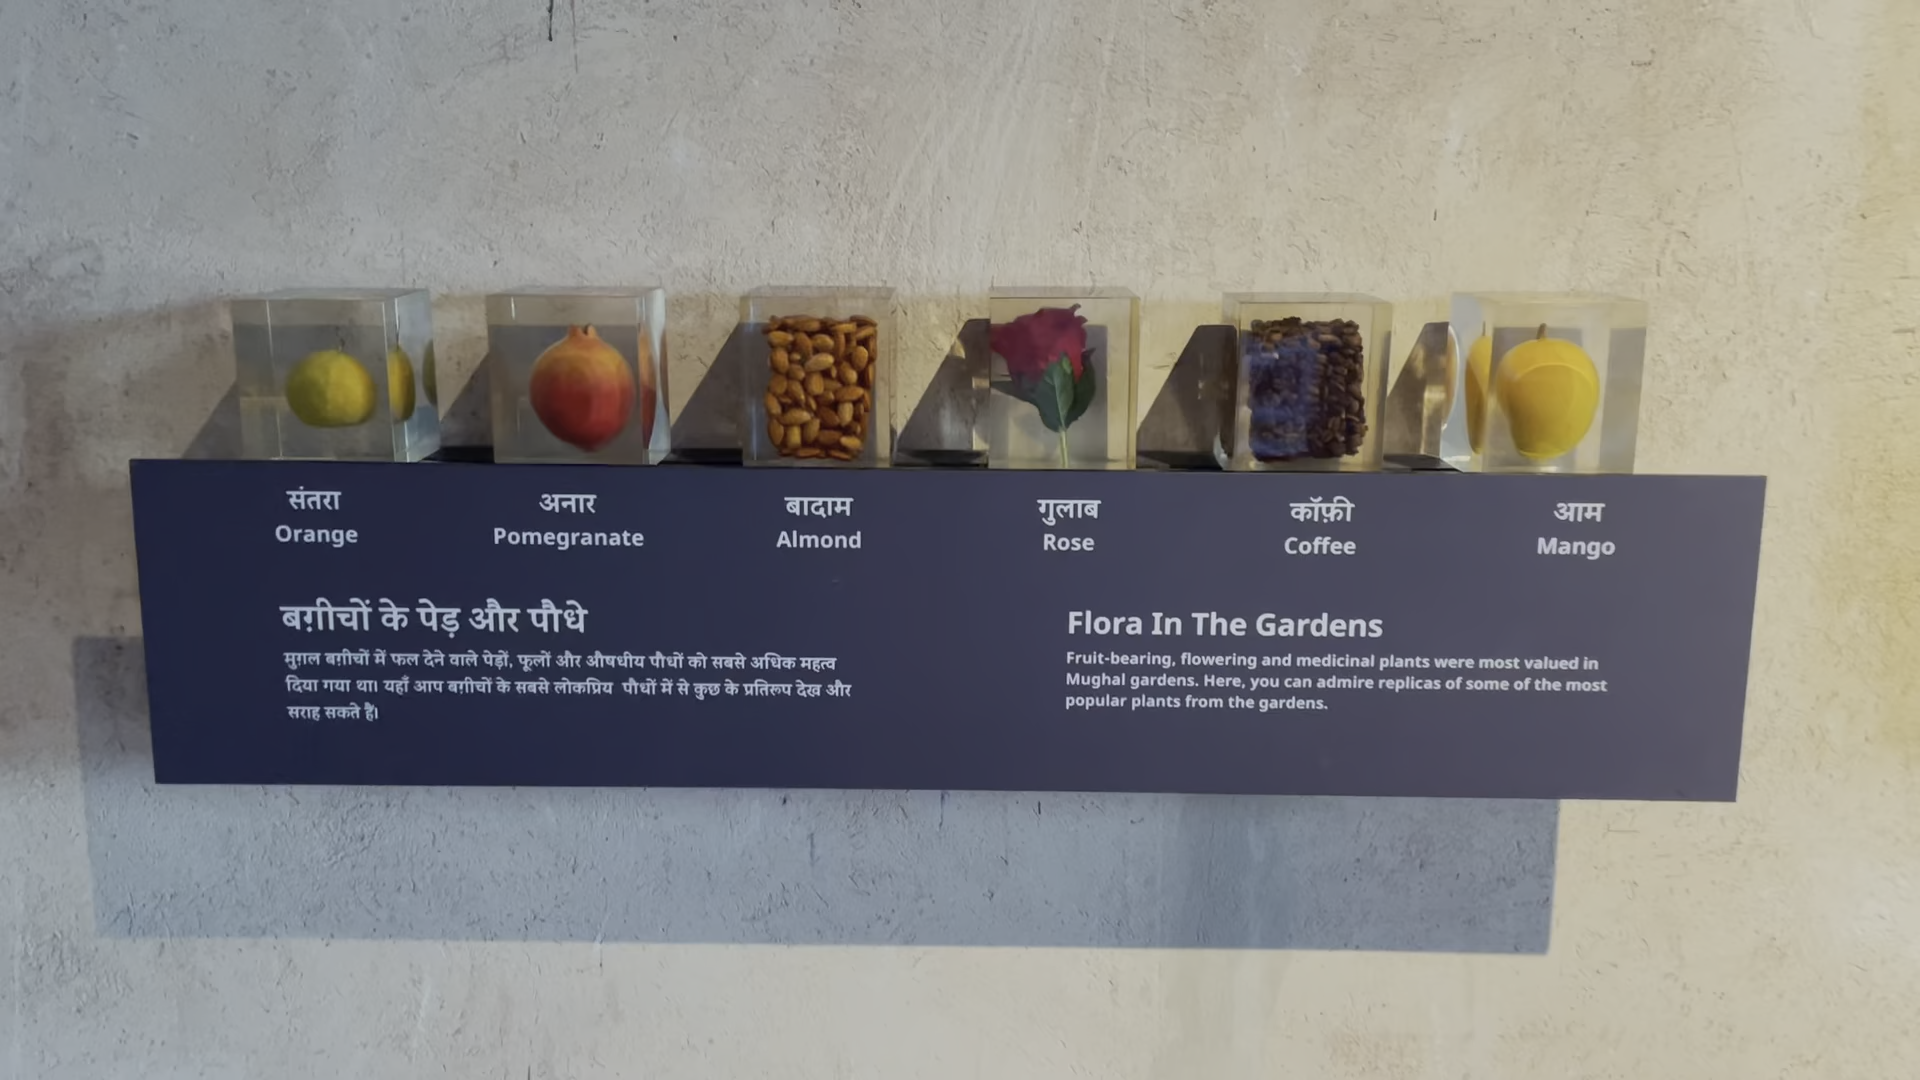 संतरा
Orange
अनार
Pomegranate
बादाम
Almond
गुलाब
Rose
कॉफ़ी
Coffee
आम
Mango
बग़ीचों के पेड़ और पौधे
मुग़ल बग़ीचों में फल देने वाले पेड़ों, फूलों और औषधीय पौधों को सबसे अधिक महत्व
दिया गया था। यहाँ आप बग़ीचों के सबसे लोकप्रिय पौधों में से कुछ के प्रतिरूप देख और
सराह सकते हैं।
Flora In The Gardens
Fruit-bearing, flowering and medicinal plants were most valued in
Mughal gardens. Here, you can admire replicas of some of the most
popular plants from the gardens.